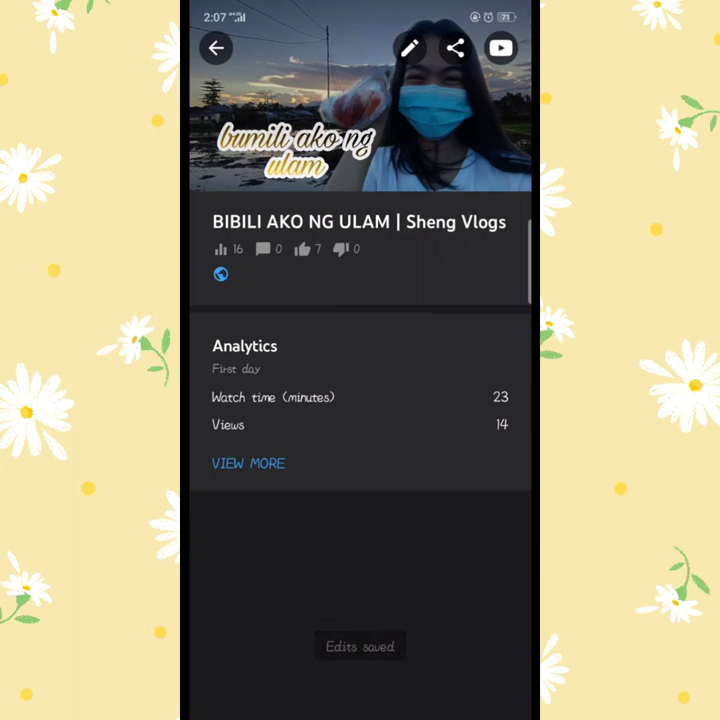 2:07
71
bumili ako ng
ulam
BIBILI AKO NG ULAM | Sheng Vlogs
16 0 7 0
Analytics
First day
Watch time (minutes) 23
Views 14
VIEW MORE
Edits saved